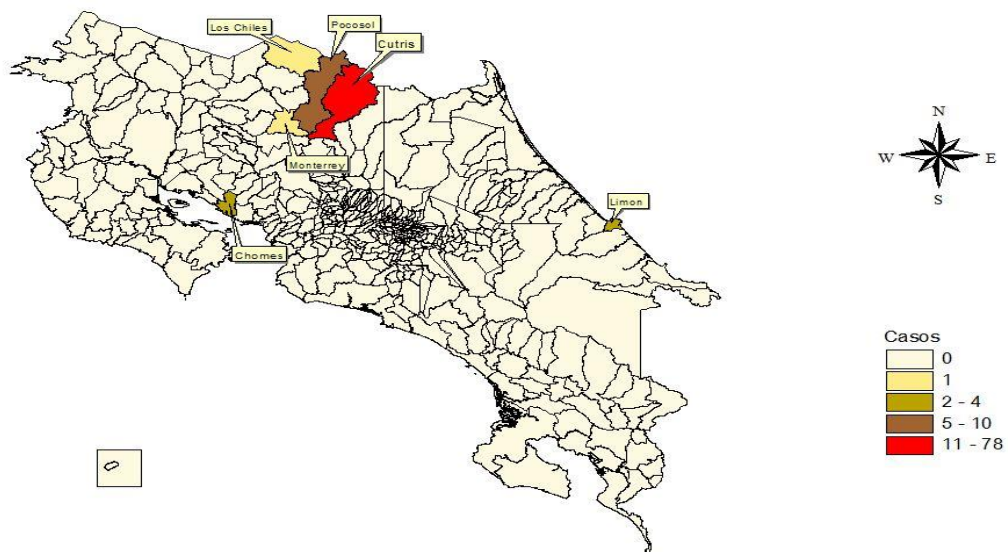 Los Chiles
Pocosol
Cutris
Monterrey
Chomes
Limon
N
W
E
S
Casos
0
1
2 - 4
5 - 10
11 - 78